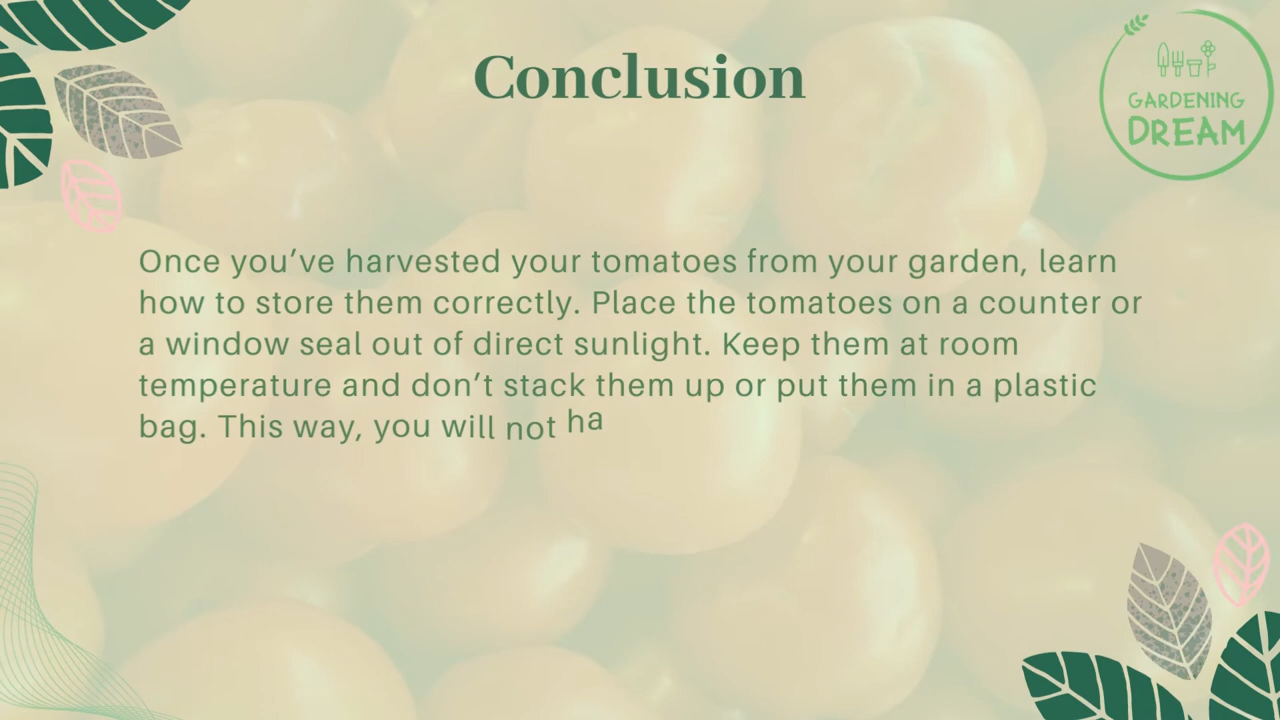 Conclusion
GARDENING
DREAM
Once you’ve harvested your tomatoes from your garden, learn
how to store them correctly. Place the tomatoes on a counter or
a window seal out of direct sunlight. Keep them at room
temperature and don’t stack them up or put them in a plastic
bag. This way, you will not ha